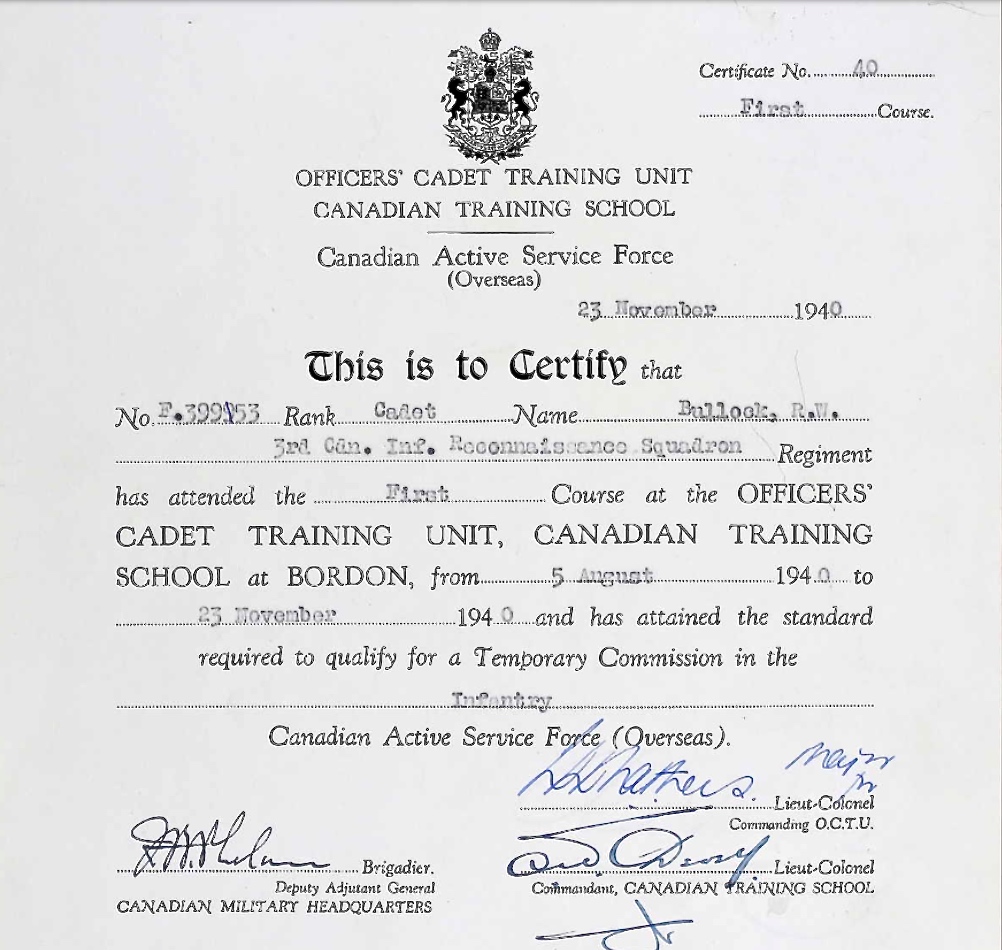 Certificate No. 40
First Course.
OFFICERS' CADET TRAINING UNIT
CANADIAN TRAINING SCHOOL
Canadian Active Service Force
(Overseas)
23 November 1940
This is to Certify that
No. F.399153 Rank Cadet Name Bullock, R.W.
3rd Cdn. Inf. Reconnaissance Squadron Regiment
has attended the First Course at the OFFICERS'
CADET TRAINING UNIT, CANADIAN TRAINING
SCHOOL at BORDON, from 5 August 1940 to
23 November 1940 and has attained the standard
required to qualify for a Temporary Commission in the
Infantry
Canadian Active Service Force (Overseas).
Major
for
Lieut-Colonel
Commanding O.C.T.U.
Brigadier.
Deputy Adjutant General
CANADIAN MILITARY HEADQUARTERS
Lieut-Colonel
Commandant, CANADIAN TRAINING SCHOOL